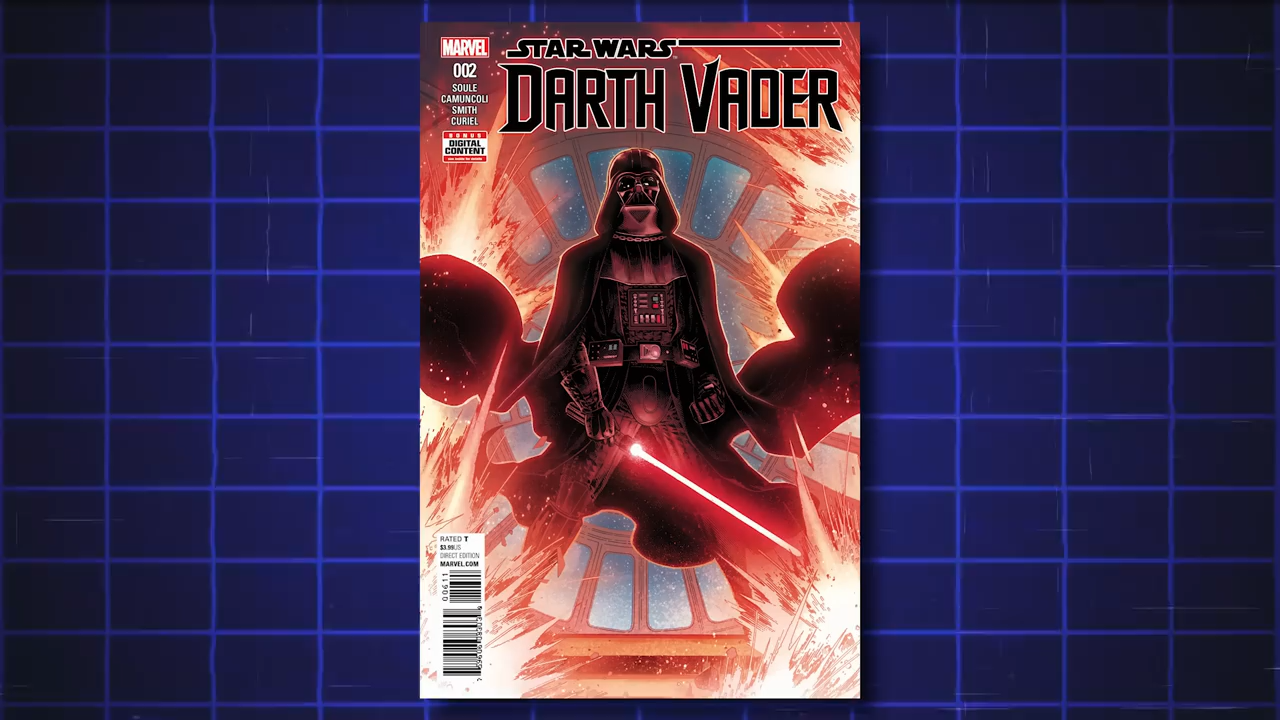 MARVEL
002
SOULE
CAMUNCOLI
SMITH
CURIEL
BONUS
DIGITAL
CONTENT
STAR WARS
DARTH VADER
RATED T
$3.99US
DIRECT EDITION
MARVEL.COM
00611